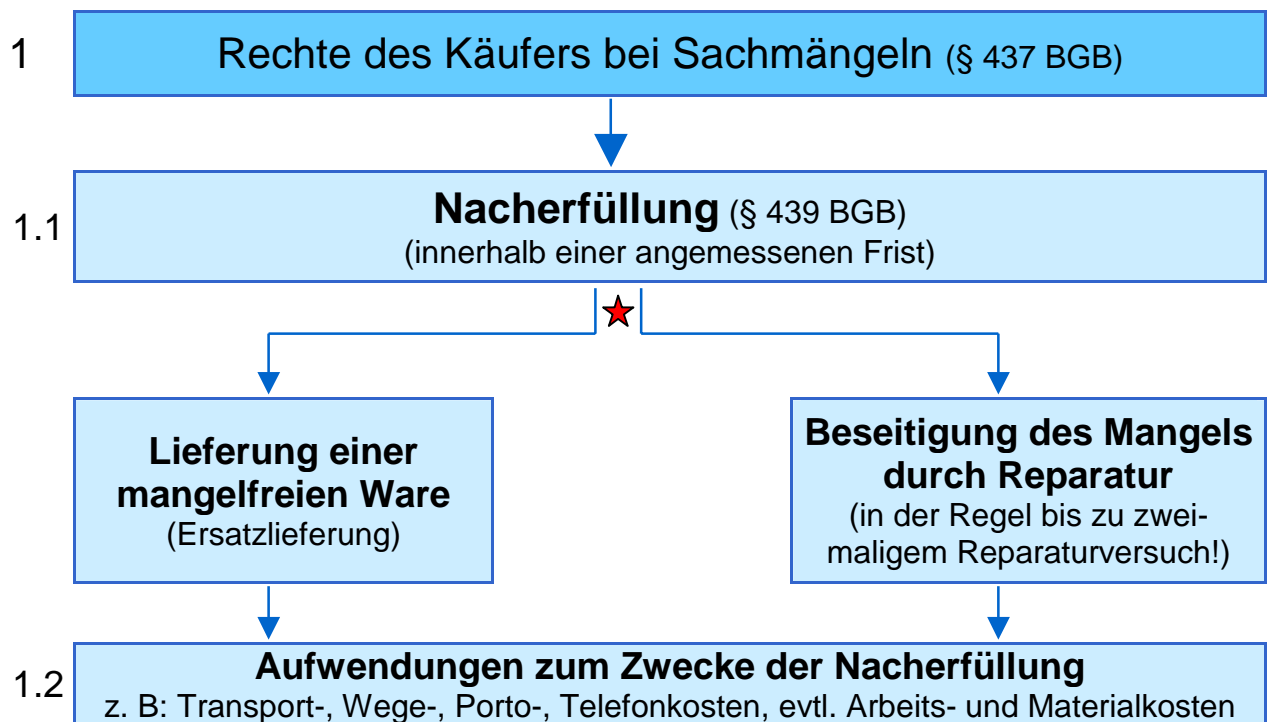 1
Rechte des Käufers bei Sachmängeln (§ 437 BGB)
1.1
Nacherfüllung (§ 439 BGB)
(innerhalb einer angemessenen Frist)
Lieferung einer
mangelfreien Ware
(Ersatzlieferung)
Beseitigung des Mangels
durch Reparatur
(in der Regel bis zu zwei-
maligem Reparaturversuch!)
1.2
Aufwendungen zum Zwecke der Nacherfüllung
z. B: Transport-, Wege-, Porto-, Telefonkosten, evtl. Arbeits- und Materialkosten